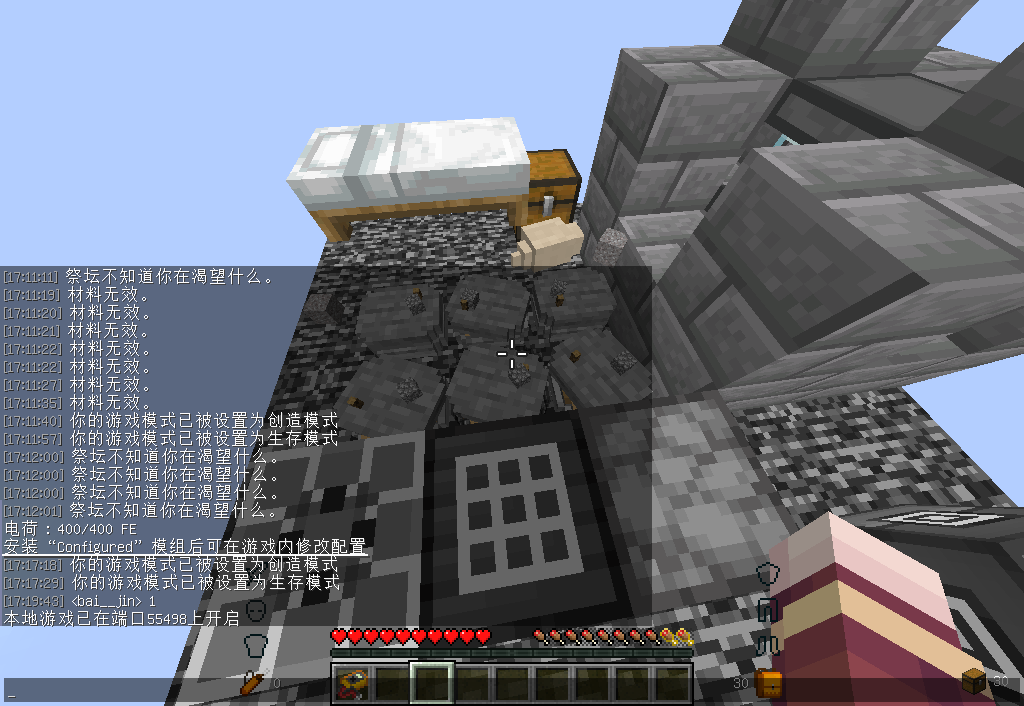 [17:11:11] 祭坛不知道你在渴望什么。
[17:11:19] 材料无效。
[17:11:20] 材料无效。
[17:11:21] 材料无效。
[17:11:22] 材料无效。
[17:11:22] 材料无效。
[17:11:27] 材料无效。
[17:11:35] 材料无效。
[17:11:40] 你的游戏模式已被设置为创造模式
[17:11:57] 你的游戏模式已被设置为生存模式
[17:12:00] 祭坛不知道你在渴望什么。
[17:12:00] 祭坛不知道你在渴望什么。
[17:12:00] 祭坛不知道你在渴望什么。
[17:12:01] 祭坛不知道你在渴望什么。
电荷：400/400 FE
安装 “Configured” 模组后可在游戏内修改配置
[17:17:18] 你的游戏模式已被设置为创造模式
[17:17:29] 你的游戏模式已被设置为生存模式
[17:19:43] <bai__jin> 1
本地游戏已在端口55498上开启
0
30
30
_